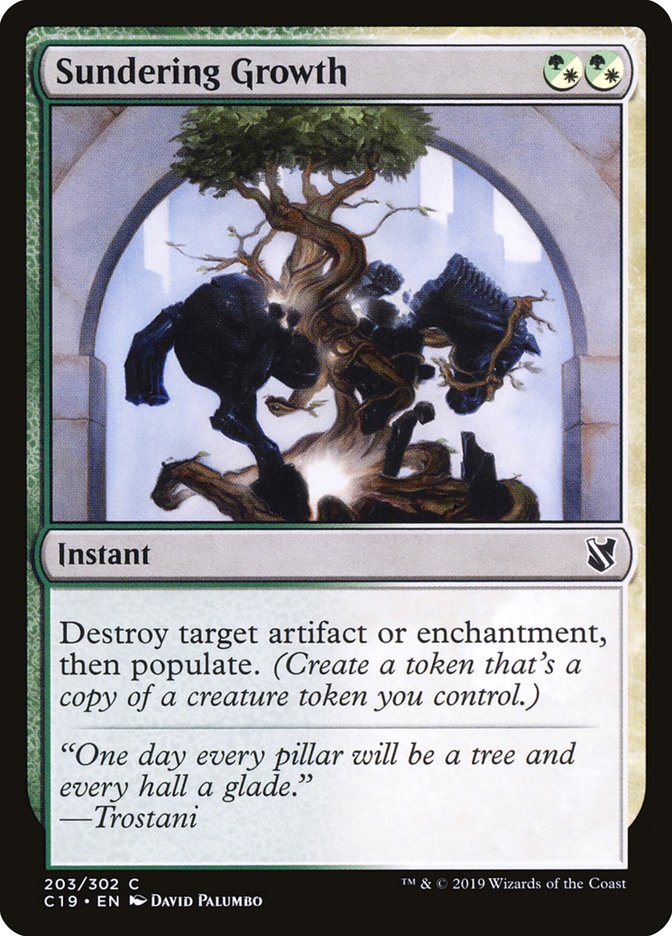 Sundering Growth
Instant
Destroy target artifact or enchantment,
then populate. (Create a token that's a
copy of a creature token you control.)
"One day every pillar will be a tree and
every hall a glade."
—Trostani
203/302 C
C19 • EN DAVID PALUMBO
™ & © 2019 Wizards of the Coast